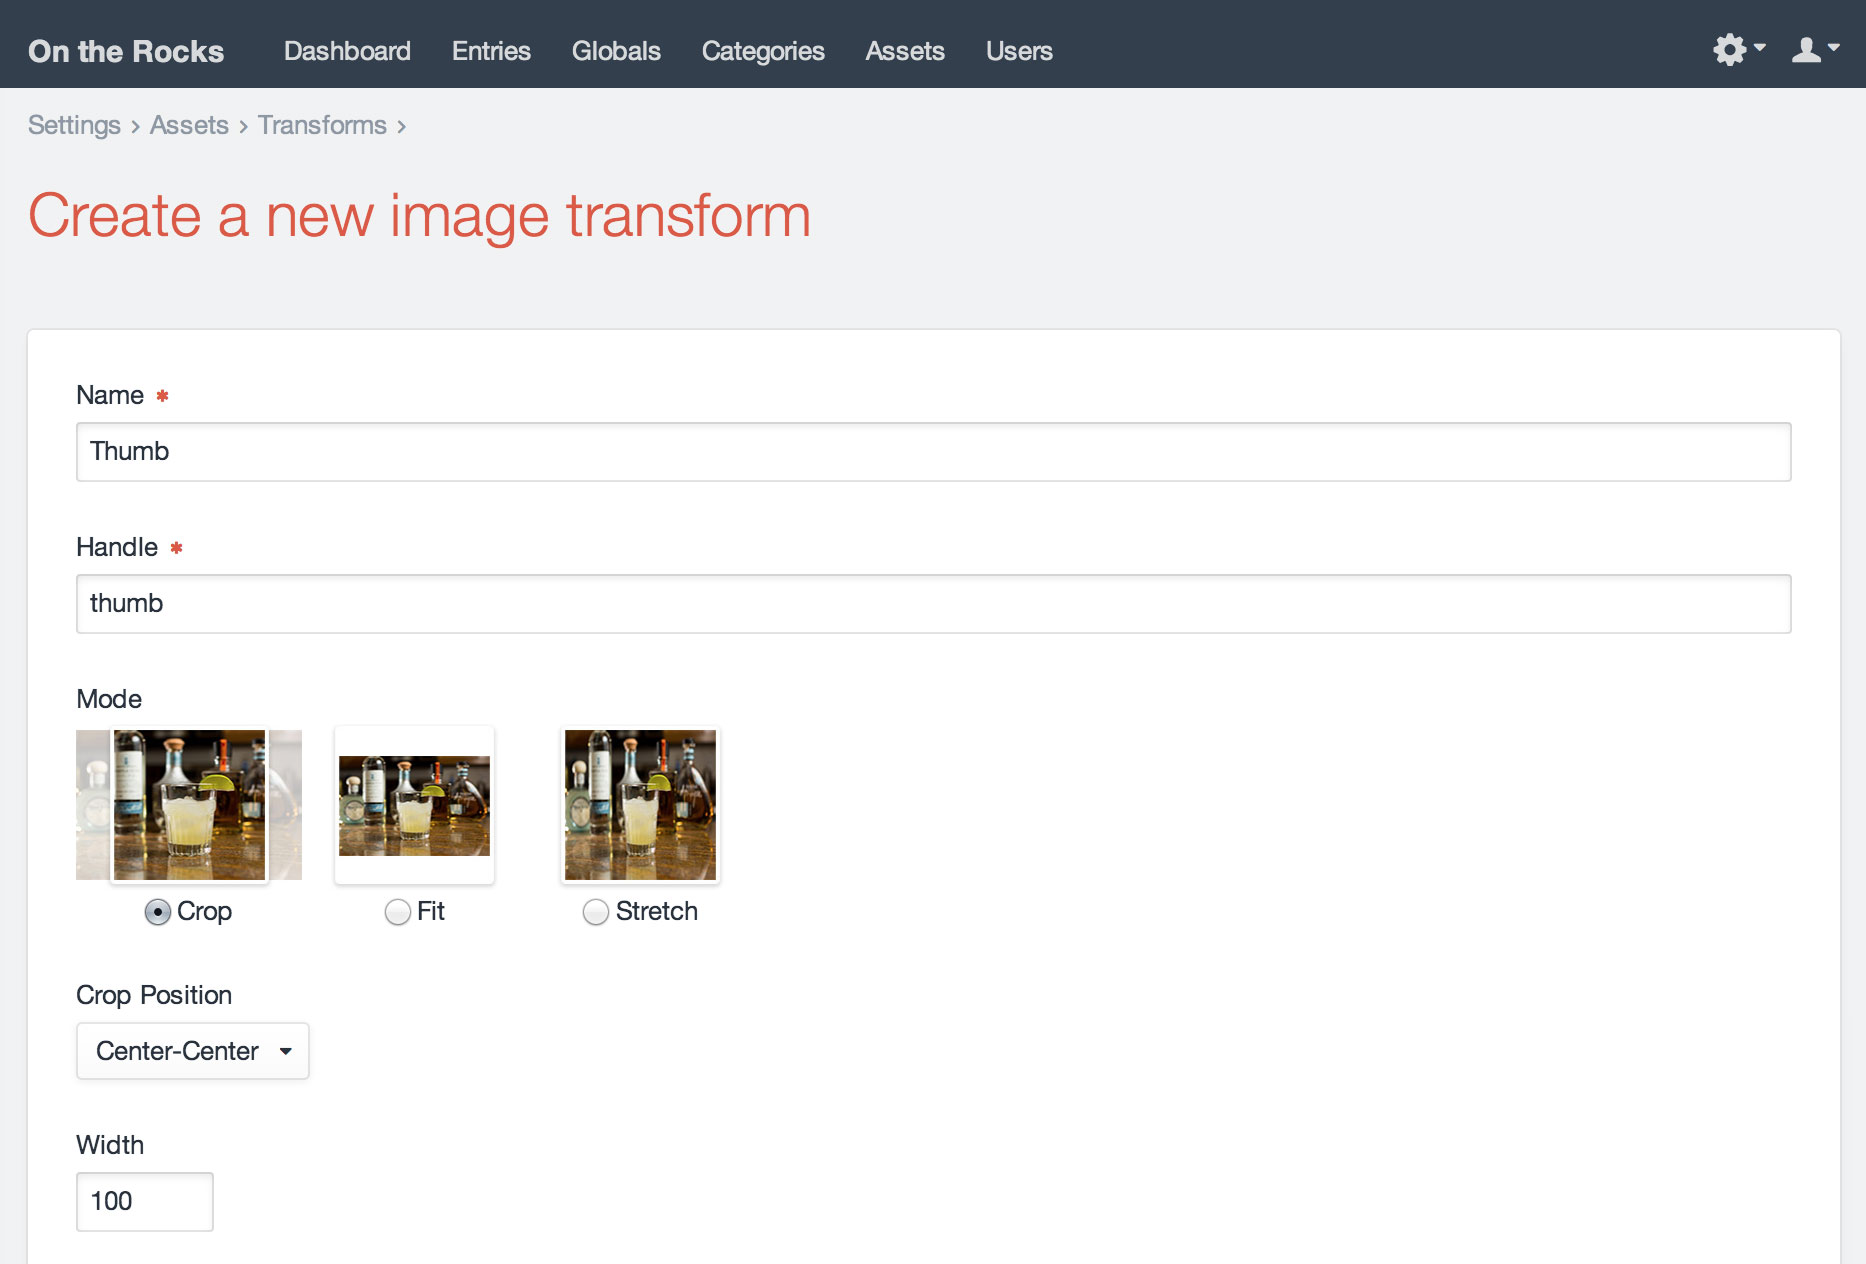 On the Rocks Dashboard Entries Globals Categories Assets Users
Settings › Assets › Transforms ›
Create a new image transform
Name *
Thumb
Handle *
thumb
Mode
Crop Fit Stretch
Crop Position
Center-Center
Width
100